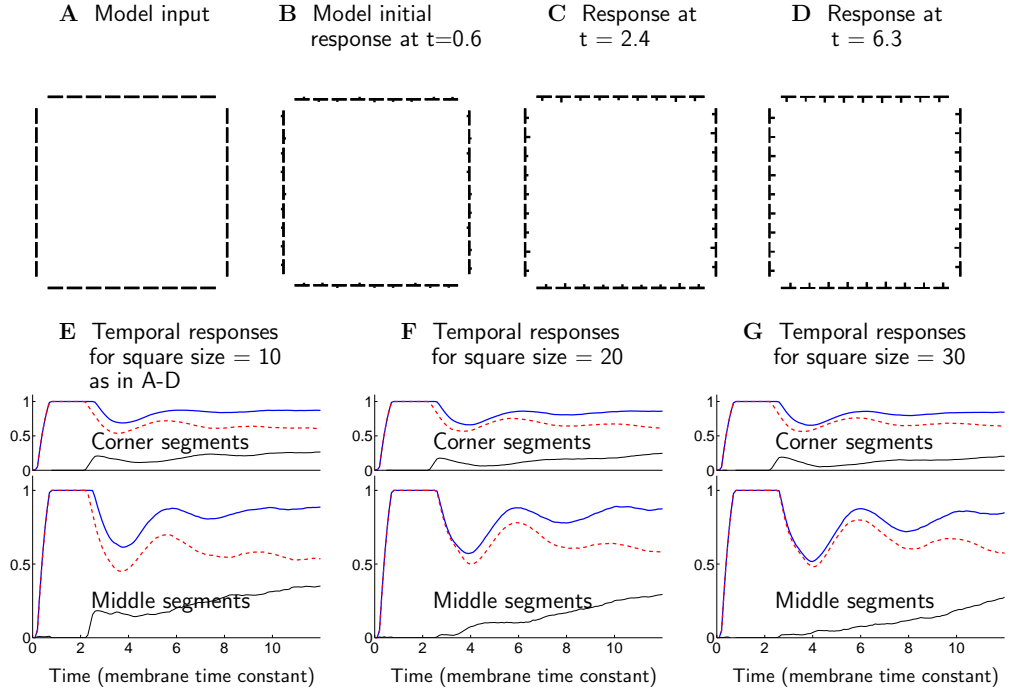 A Model input
B Model initial
response at t=0.6
C Response at
t = 2.4
D Response at
t = 6.3
E Temporal responses
for square size = 10
as in A-D
F Temporal responses
for square size = 20
G Temporal responses
for square size = 30
1
0.5
0
Corner segments
1
0.5
0
Corner segments
1
0.5
0
Corner segments
1
0.5
0
Middle segments
0 2 4 6 8 10
1
0.5
0
Middle segments
0 2 4 6 8 10
1
0.5
0
Middle segments
0 2 4 6 8 10
Time (membrane time constant)
Time (membrane time constant)
Time (membrane time constant)